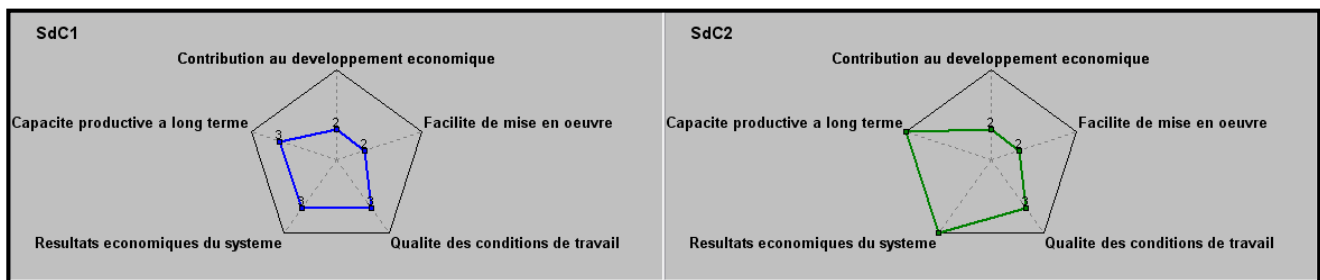 SdC1
Contribution au developpement economique
2
Capacite productive a long terme
3
Facilite de mise en oeuvre
2
3
3
Resultats economiques du systeme
Qualite des conditions de travail
SdC2
Contribution au developpement economique
2
Capacite productive a long terme
Facilite de mise en oeuvre
2
3
Resultats economiques du systeme
Qualite des conditions de travail